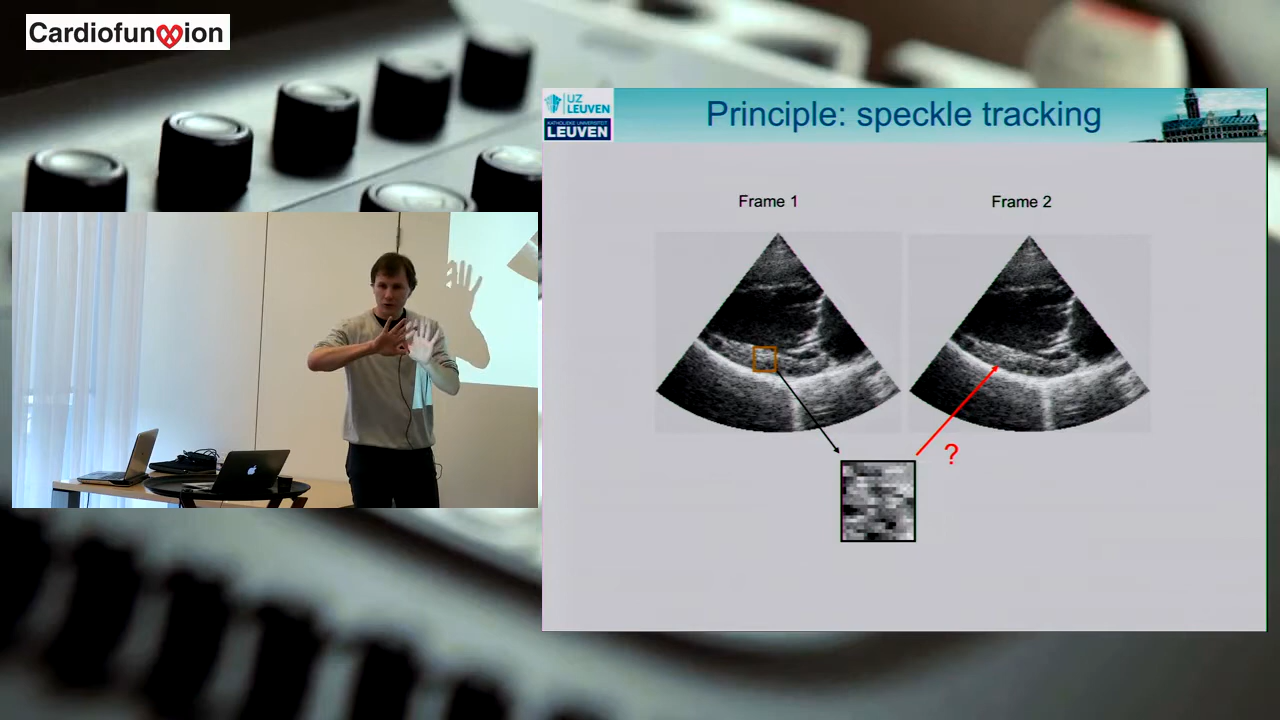 CardiofunXion
UZ
LEUVEN
KATHOLIEKE UNIVERSITEIT
LEUVEN
Principle: speckle tracking
Frame 1
Frame 2
?